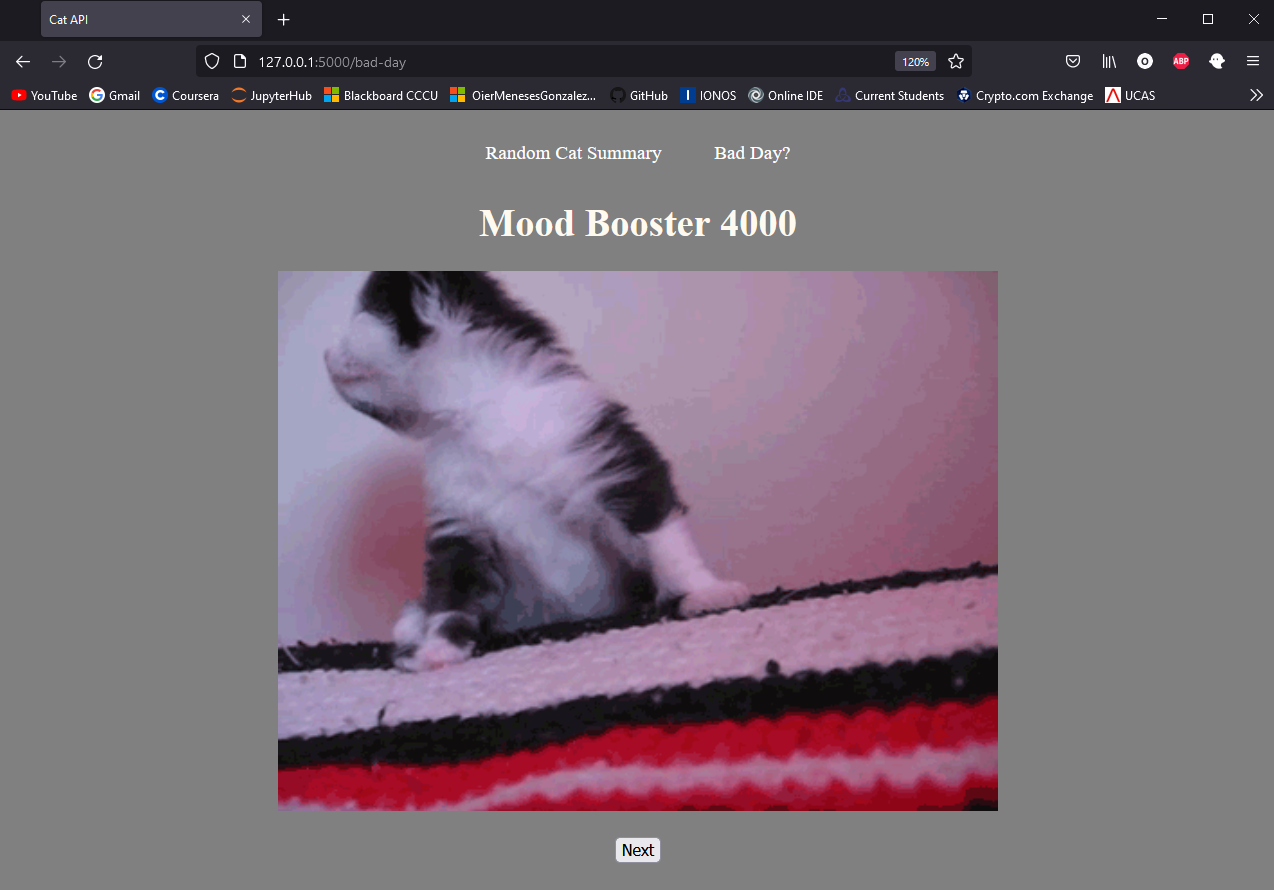 Cat API
127.0.0.1:5000/bad-day
120%
ABP
YouTube Gmail Coursera JupyterHub Blackboard CCCU OierMenesesGonzalez... GitHub IONOS Online IDE Current Students Crypto.com Exchange UCAS
Random Cat Summary Bad Day?
Mood Booster 4000
Next